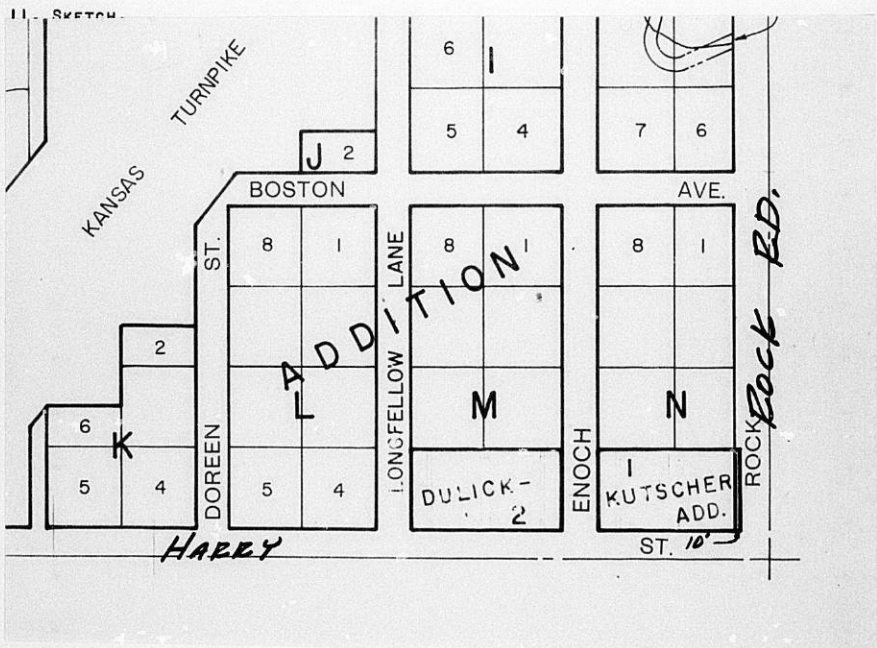 11. SKETCH.
KANSAS TURNPIKE
6 I
5 4 7 6
J 2
BOSTON AVE.
8 1 8 1 8 1
ADDITION
2
6 K
5 4
L M N
5 4
DULICK-
2
1
KUTSCHER
ADD.
DOREEN ST.
LONGFELLOW LANE
ENOCH
ROCK
ROCK RD.
HARRY ST. 10'